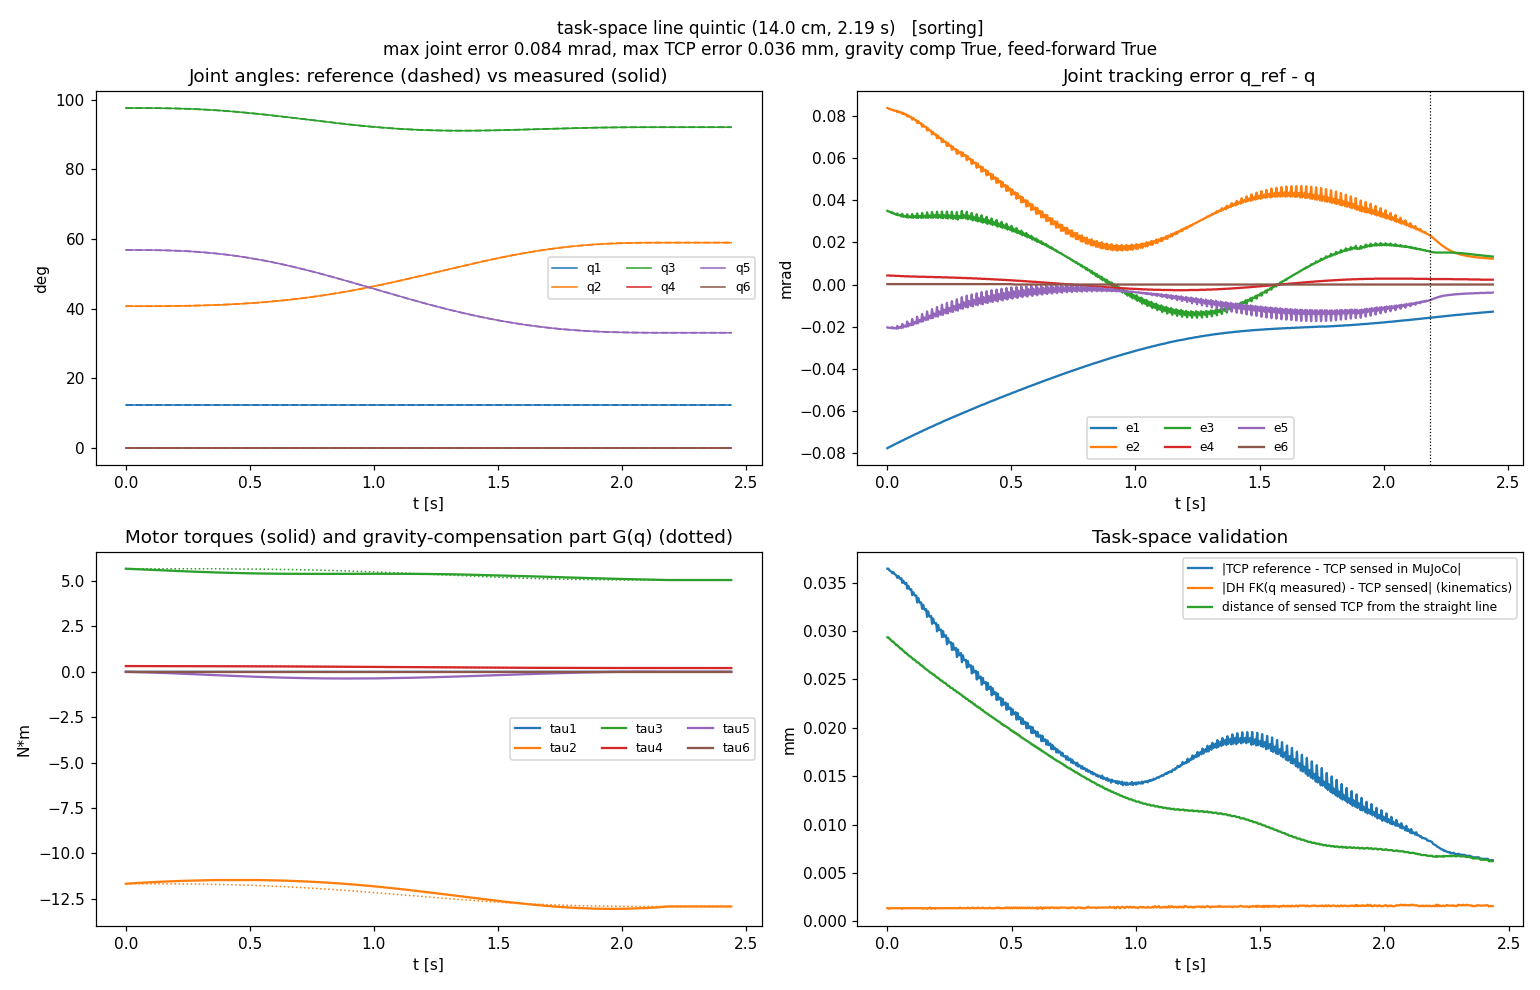 task-space line quintic (14.0 cm, 2.19 s)   [sorting]
max joint error 0.084 mrad, max TCP error 0.036 mm, gravity comp True, feed-forward True
Joint angles: reference (dashed) vs measured (solid)
100
80
60
40
20
0
deg
q1 q3 q5
q2 q4 q6
0.0 0.5 1.0 1.5 2.0 2.5
t [s]
Joint tracking error q_ref - q
0.08
0.06
0.04
0.02
0.00
−0.02
−0.04
−0.06
−0.08
mrad
e1 e3 e5
e2 e4 e6
0.0 0.5 1.0 1.5 2.0 2.5
t [s]
Motor torques (solid) and gravity-compensation part G(q) (dotted)
5.0
2.5
0.0
−2.5
−5.0
−7.5
−10.0
−12.5
N*m
tau1 tau3 tau5
tau2 tau4 tau6
0.0 0.5 1.0 1.5 2.0 2.5
t [s]
Task-space validation
0.035
0.030
0.025
0.020
0.015
0.010
0.005
0.000
mm
|TCP reference - TCP sensed in MuJoCo|
|DH FK(q measured) - TCP sensed| (kinematics)
distance of sensed TCP from the straight line
0.0 0.5 1.0 1.5 2.0 2.5
t [s]